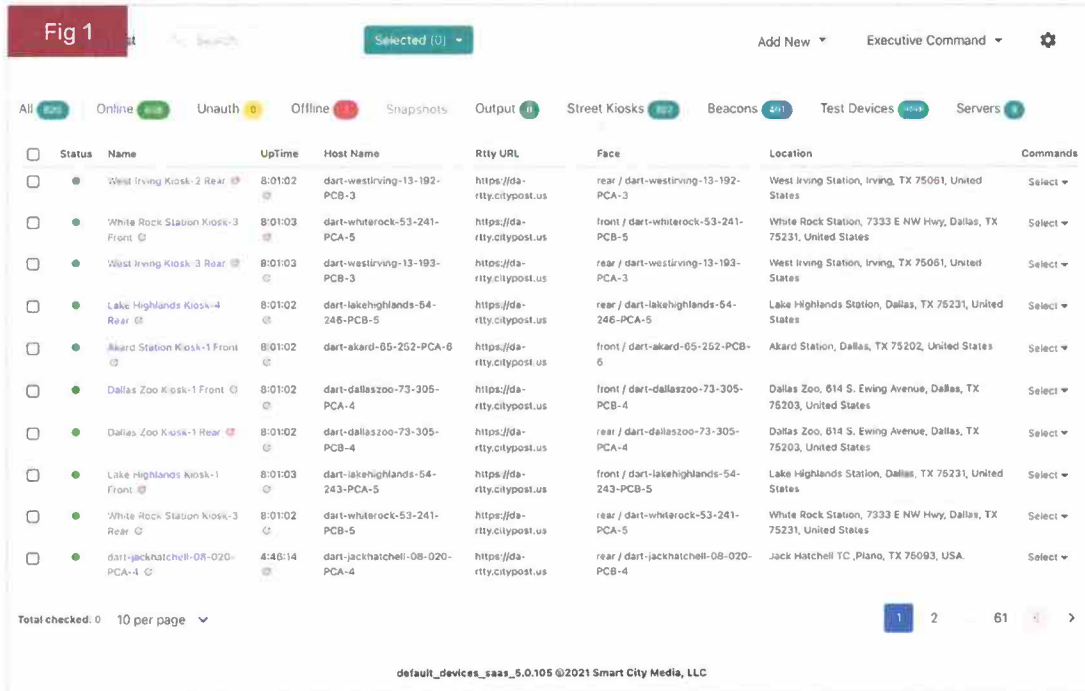 Fig 1
st Search Selected (0) Add New Executive Command
All Online Unauth 0 Offline Snapshots Output Street Kiosks Beacons 491 Test Devices Servers
Status Name UpTime Host Name Rtty URL Face Location Commands
West Irving Kiosk-2 Rear 8:01:02 dart-westirving-13-192- https://da- rear / dart-westirving-13-192- West Irving Station, Irving, TX 75061, United Select
PCB-3 rtty.citypost.us PCA-3 States
White Rock Station Kiosk-3 8:01:03 dart-whiterock-53-241- https://da- front / dart-whiterock-53-241- White Rock Station, 7333 E NW Hwy, Dallas, TX Select
Front PCA-5 rtty.citypost.us PCB-5 75231, United States
West Irving Kiosk-3 Rear 8:01:03 dart-westirving-13-193- https://da- rear / dart-westirving-13-193- West Irving Station, Irving, TX 75061, United Select
PCB-3 rtty.citypost.us PCA-3 States
Lake Highlands Kiosk-4 8:01:02 dart-lakehighlands-54- https://da- rear / dart-lakehighlands-54- Lake Highlands Station, Dallas, TX 75231, United Select
Rear 246-PCB-5 rtty.citypost.us 246-PCA-5 States
Akard Station Kiosk-1 Front 8:01:02 dart-akard-65-252-PCA-6 https://da- front / dart-akard-65-252-PCB- Akard Station, Dallas, TX 75202, United States Select
rtty.citypost.us 6
Dallas Zoo Kiosk-1 Front 8:01:02 dart-dallaszoo-73-305- https://da- front / dart-dallaszoo-73-305- Dallas Zoo, 614 S. Ewing Avenue, Dallas, TX Select
PCA-4 rtty.citypost.us PCB-4 75203, United States
Dallas Zoo Kiosk-1 Rear 8:01:02 dart-dallaszoo-73-305- https://da- rear / dart-dallaszoo-73-305- Dallas Zoo, 614 S. Ewing Avenue, Dallas, TX Select
PCB-4 rtty.citypost.us PCA-4 75203, United States
Lake Highlands Kiosk-1 8:01:03 dart-lakehighlands-54- https://da- front / dart-lakehighlands-54- Lake Highlands Station, Dallas, TX 75231, United Select
Front 243-PCA-5 rtty.citypost.us 243-PCB-5 States
White Rock Station Kiosk-3 8:01:02 dart-whiterock-53-241- https://da- rear / dart-whiterock-53-241- White Rock Station, 7333 E NW Hwy, Dallas, TX Select
Rear PCB-5 rtty.citypost.us PCA-5 75231, United States
dart-jackhatchell-08-020- 4:46:14 dart-jackhatchell-08-020- https://da- rear / dart-jackhatchell-08-020- Jack Hatchell TC ,Plano, TX 75093, USA. Select
PCA-4 PCA-4 rtty.citypost.us PCB-4
Total checked: 0 10 per page 1 2 ... 61
default_devices_saas_5.0.105 ©2021 Smart City Media, LLC